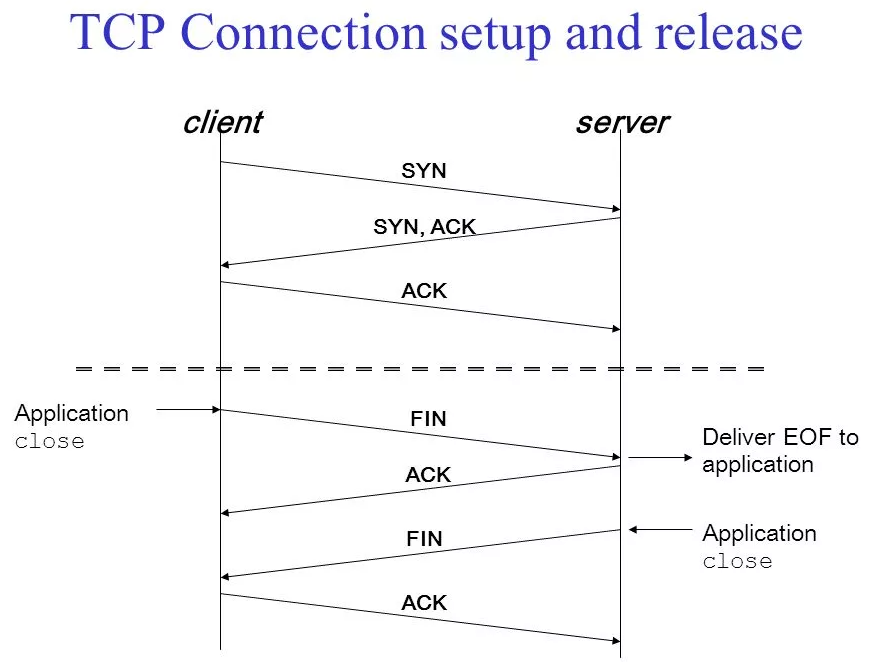 TCP Connection setup and release
client
server
SYN
SYN, ACK
ACK
Application
close
FIN
Deliver EOF to
application
ACK
Application
close
FIN
ACK